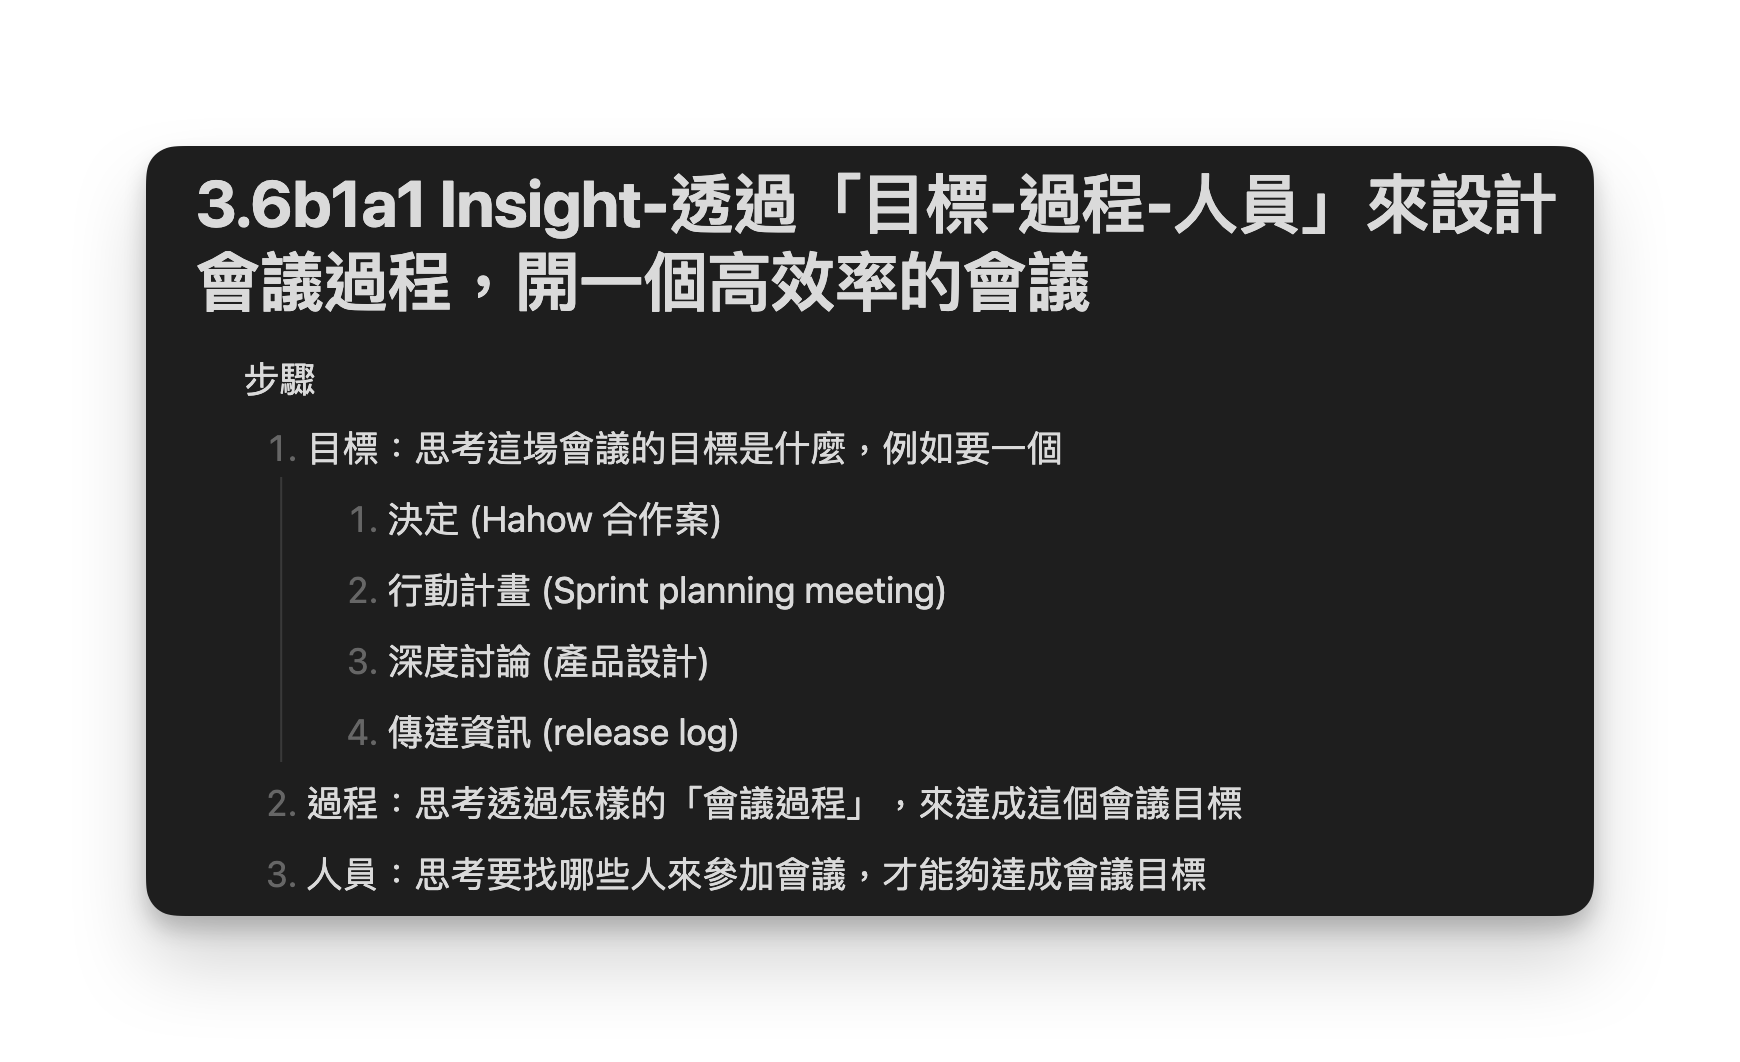 3.6b1a1 Insight-透過「目標-過程-人員」來設計
會議過程，開一個高效率的會議
步驟
1. 目標：思考這場會議的目標是什麼，例如要一個
1. 決定 (Hahow 合作案)
2. 行動計畫 (Sprint planning meeting)
3. 深度討論 (產品設計)
4. 傳達資訊 (release log)
2. 過程：思考透過怎樣的「會議過程」，來達成這個會議目標
3. 人員：思考要找哪些人來參加會議，才能夠達成會議目標